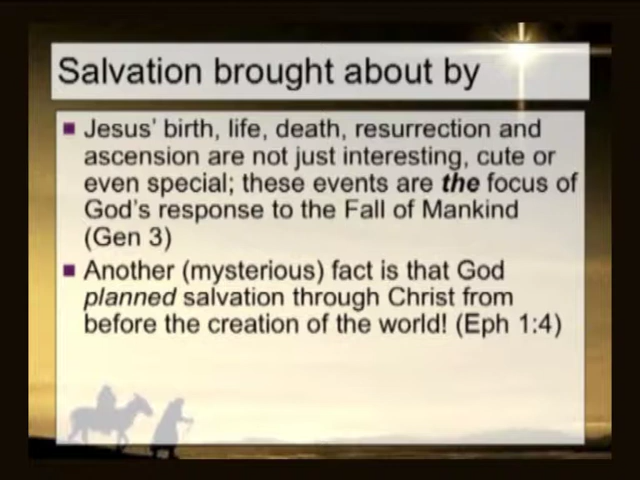 Salvation brought about by
Jesus' birth, life, death, resurrection and
ascension are not just interesting, cute or
even special; these events are the focus of
God's response to the Fall of Mankind
(Gen 3)
Another (mysterious) fact is that God
planned salvation through Christ from
before the creation of the world! (Eph 1:4)